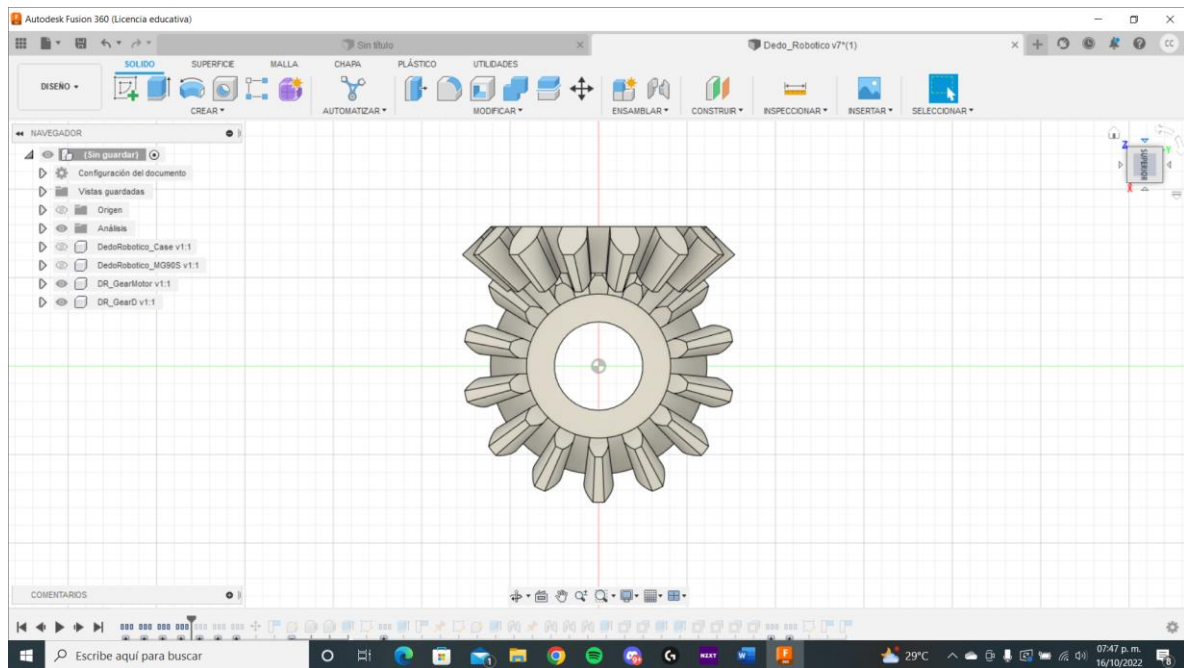 Autodesk Fusion 360 (Licencia educativa)
Sin título
Dedo_Robotico v7*(1)
CC
SOLIDO SUPERFICIE MALLA CHAPA PLÁSTICO UTILIDADES
DISEÑO
CREAR AUTOMATIZAR MODIFICAR ENSAMBLAR CONSTRUIR INSPECCIONAR INSERTAR SELECCIONAR
NAVEGADOR
(Sin guardar)
Configuración del documento
Vistas guardadas
Origen
Análisis
DedoRobotico_Case v1:1
DedoRobotico_MG90S v1:1
DR_GearMotor v1:1
DR_GearD v1:1
Z
Y
SUPERIOR
X
COMENTARIOS
Escribe aquí para buscar
NZXT
29°C
07:47 p. m.
16/10/2022